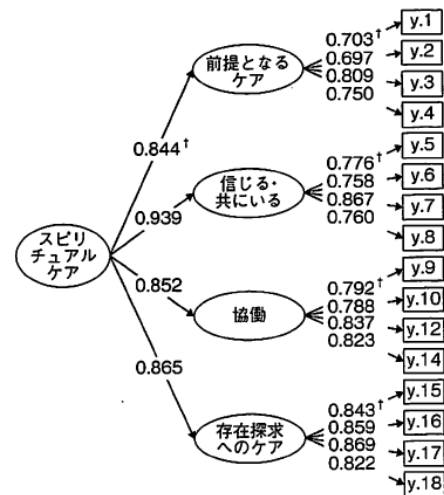 スピリ
チュアル
ケア
0.844†
0.939
0.852
0.865
前提となる
ケア
0.703†
0.697
0.809
0.750
y.1
y.2
y.3
y.4
信じる・
共にいる
0.776†
0.758
0.867
0.760
y.5
y.6
y.7
y.8
協働
0.792†
0.788
0.837
0.823
y.9
y.10
y.12
y.14
存在探求
へのケア
0.843†
0.859
0.869
0.822
y.15
y.16
y.17
y.18